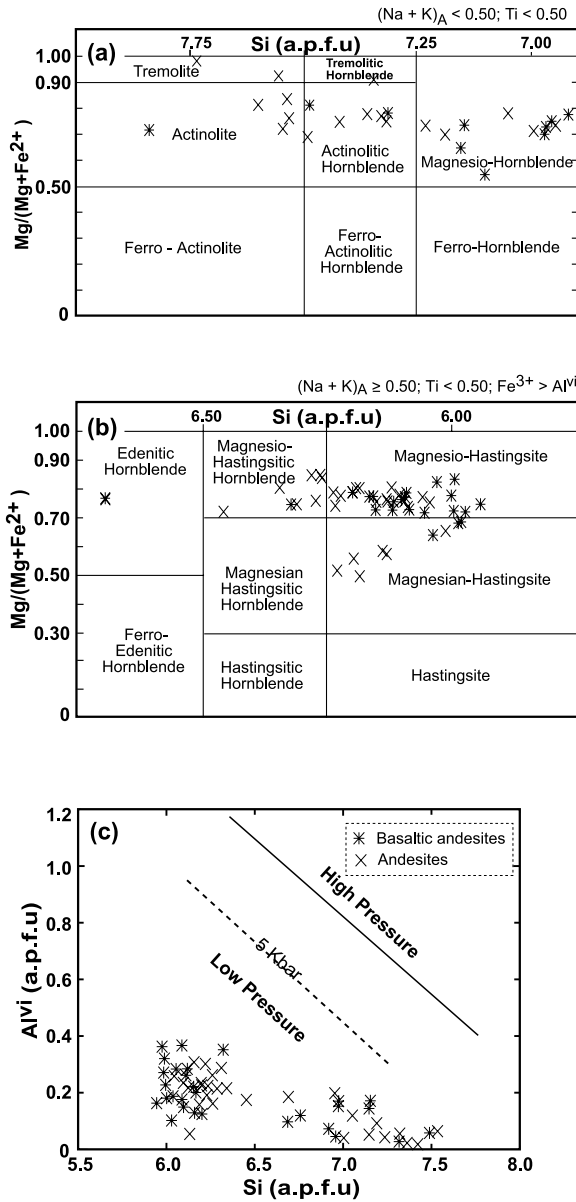 (Na + K)A < 0.50; Ti < 0.50
(a)
7.75 Si (a.p.f.u) 7.25 7.00
1.00
Tremolite
Tremolitic
Hornblende
0.90
Actinolite
Actinolitic
Hornblende
Magnesio-Hornblende
0.50
Mg/(Mg+Fe2+)
Ferro - Actinolite
Ferro-
Actinolitic
Hornblende
Ferro-Hornblende
0
(Na + K)A ≥ 0.50; Ti < 0.50; Fe3+ > Alvi
(b)
6.50 Si (a.p.f.u) 6.00
1.00
Edenitic
Hornblende
Magnesio-
Hastingsitic
Hornblende
Magnesio-Hastingsite
0.70
Mg/(Mg+Fe2+)
0.50
Magnesian
Hastingsitic
Hornblende
Magnesian-Hastingsite
0.30
Ferro-
Edenitic
Hornblende
Hastingsitic
Hornblende
Hastingsite
0
1.2
(c)
Basaltic andesites
Andesites
1.0
High Pressure
0.8
5 Kbar
0.6
Low Pressure
Alvi (a.p.f.u)
0.4
0.2
0
5.5 6.0 6.5 7.0 7.5 8.0
Si (a.p.f.u)